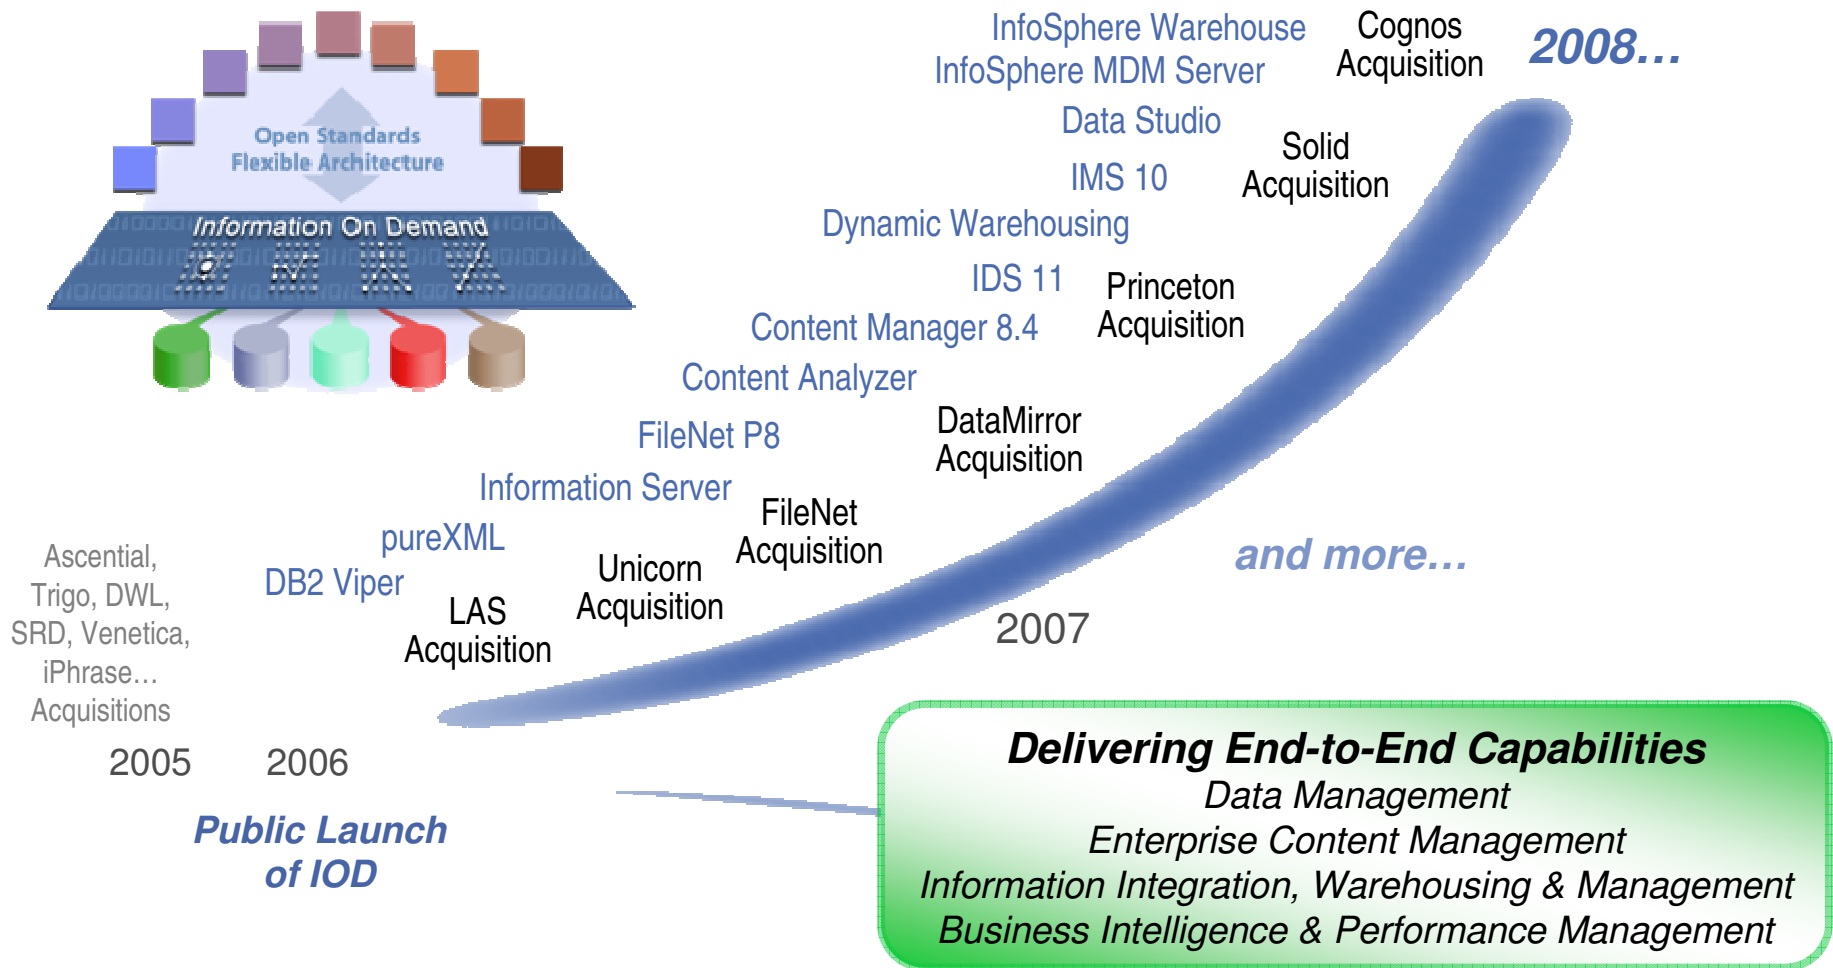 Open Standards
Flexible Architecture
Information On Demand
InfoSphere Warehouse
InfoSphere MDM Server
Data Studio
IMS 10
Dynamic Warehousing
IDS 11
Content Manager 8.4
Content Analyzer
FileNet P8
Information Server
pureXML
DB2 Viper
Cognos
Acquisition
2008...
Solid
Acquisition
Princeton
Acquisition
DataMirror
Acquisition
FileNet
Acquisition
Unicorn
Acquisition
LAS
Acquisition
Ascential,
Trigo, DWL,
SRD, Venetica,
iPhrase...
Acquisitions
2005
2006
2007
and more...
Public Launch
of IOD
Delivering End-to-End Capabilities
Data Management
Enterprise Content Management
Information Integration, Warehousing & Management
Business Intelligence & Performance Management